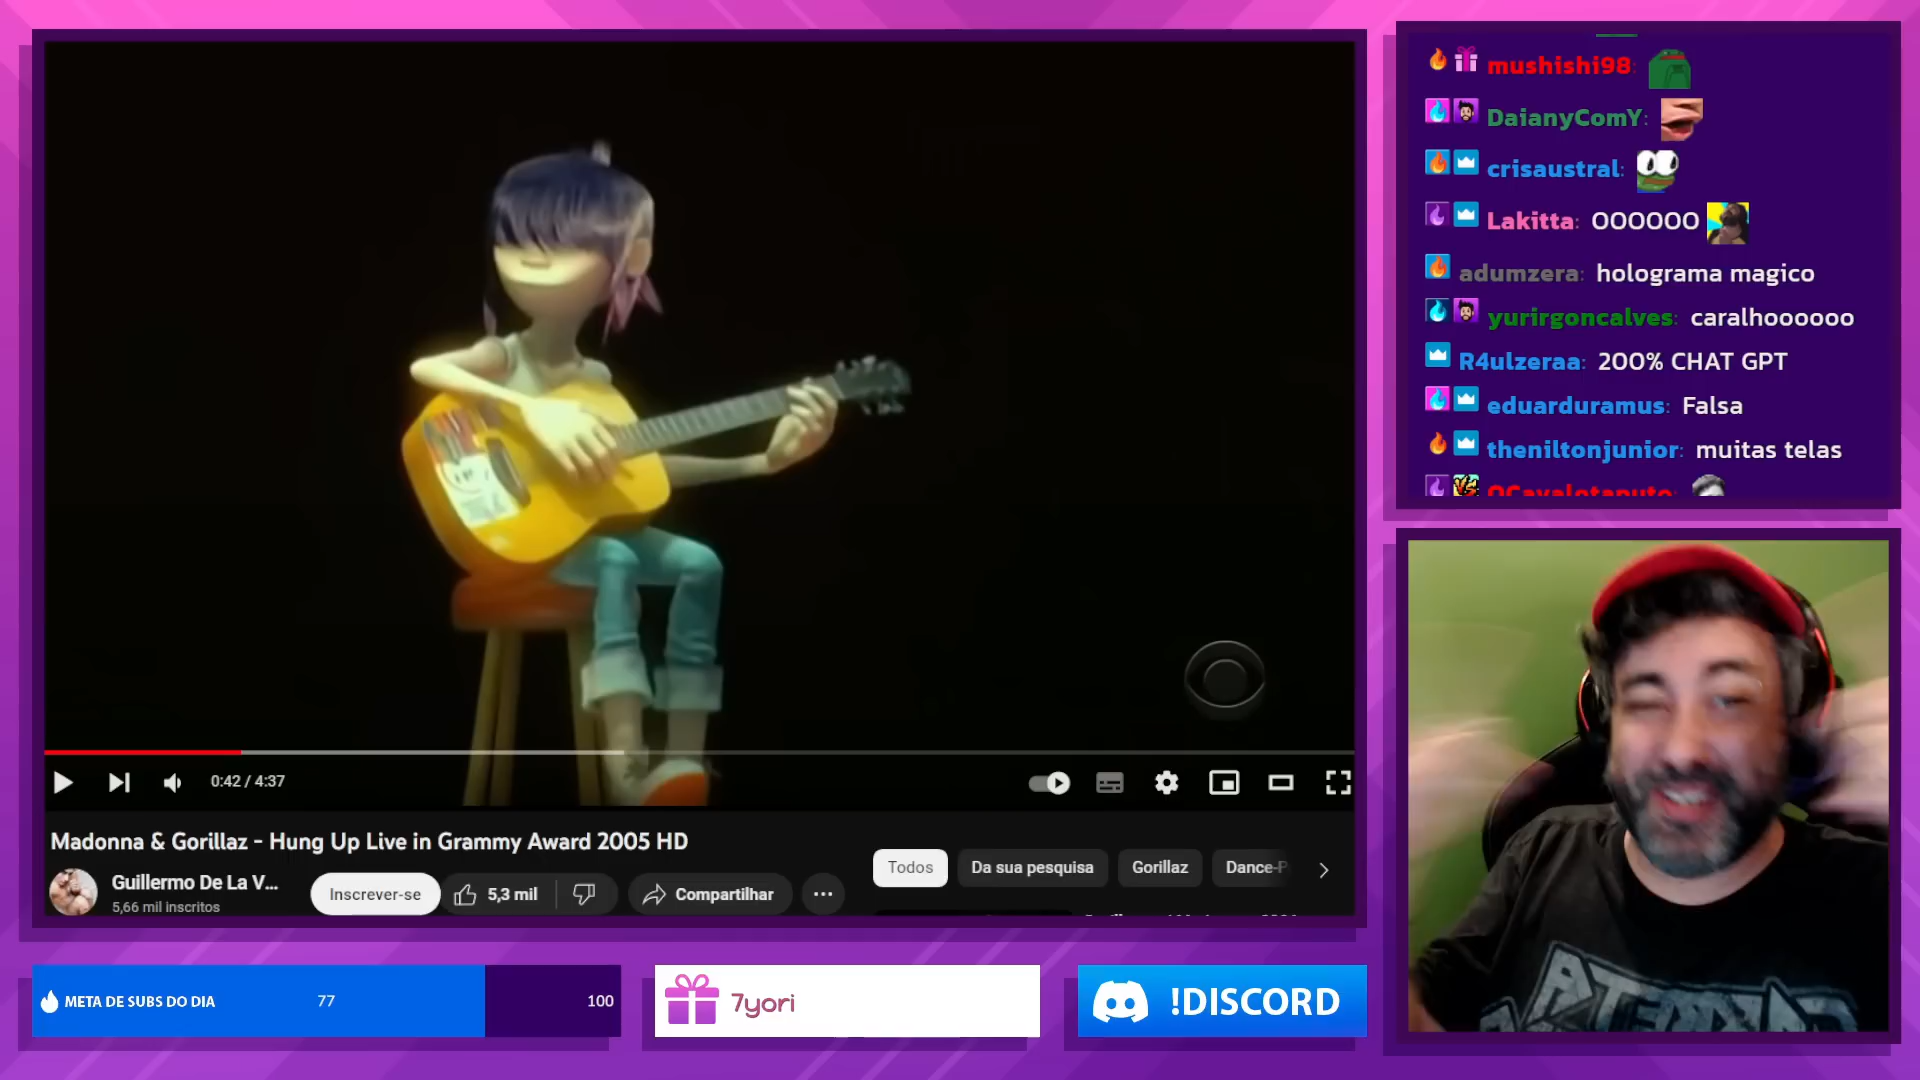 mushishi98:
DaianyComY:
crisaustral:
Lakitta: OOOOOO
adumzera: holograma magico
yurirgoncalves: caralhoooooo
R4ulzeraa: 200% CHAT GPT
eduarduramus: Falsa
theniltonjunior: muitas telas
0:42 / 4:37
Madonna & Gorillaz - Hung Up Live in Grammy Award 2005 HD
Guillermo De La V...
5,66 mil inscritos
Inscrever-se
5,3 mil
Compartilhar
Todos
Da sua pesquisa
Gorillaz
Dance-P
META DE SUBS DO DIA 77 100
7yori
!DISCORD